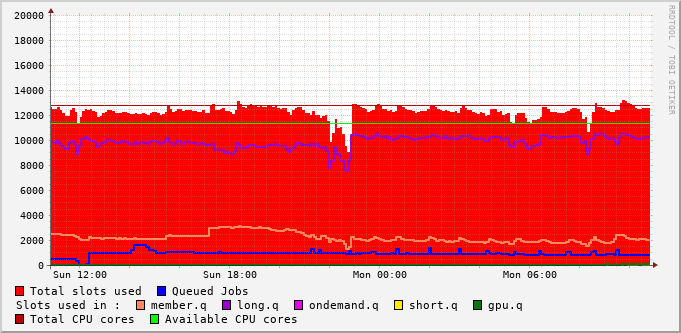 20000
18000
16000
14000
12000
10000
8000
6000
4000
2000
0
Sun 12:00 Sun 18:00 Mon 00:00 Mon 06:00
RRDTOOL / TOBI OETIKER
Total slots used Queued Jobs
Slots used in : member.q long.q ondemand.q short.q gpu.q
Total CPU cores Available CPU cores